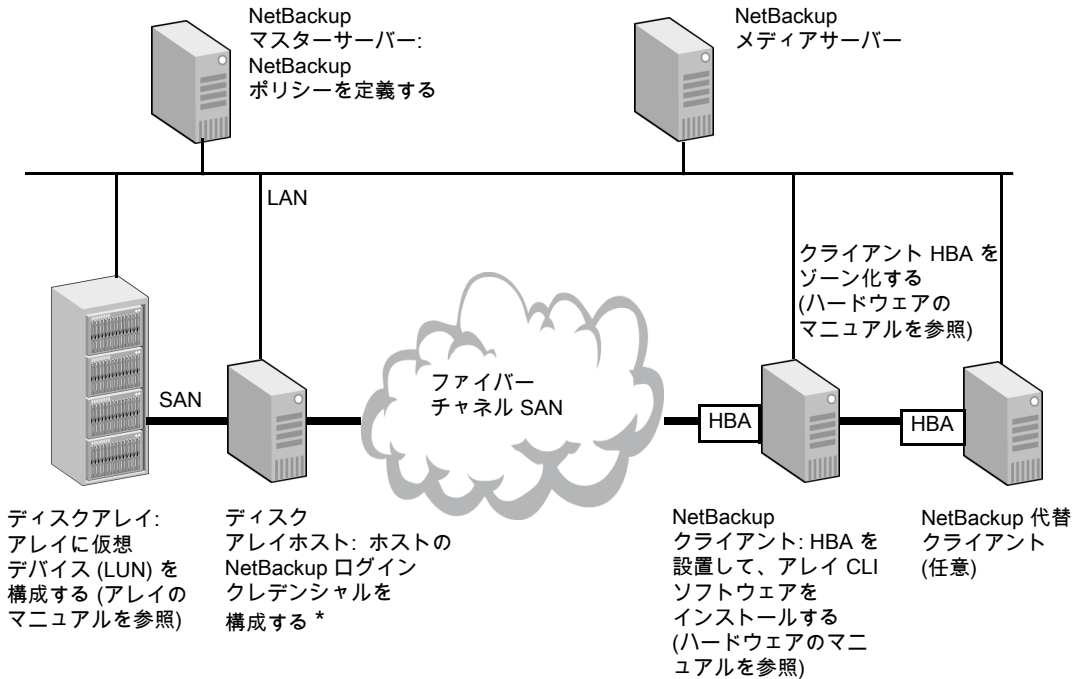 NetBackup
マスターサーバー:
NetBackup
ポリシーを定義する
NetBackup
メディアサーバー
LAN
クライアント HBA を
ゾーン化する
(ハードウェアの
マニュアルを参照)
SAN
ファイバー
チャネル SAN
HBA
HBA
ディスクアレイ:
アレイに仮想
デバイス (LUN) を
構成する (アレイの
マニュアルを参照)
ディスク
アレイホスト: ホストの
NetBackup ログイン
クレデンシャルを
構成する *
NetBackup
クライアント: HBA を
設置して、アレイ CLI
ソフトウェアを
インストールする
(ハードウェアのマニ
ュアルを参照)
NetBackup 代替
クライアント
(任意)